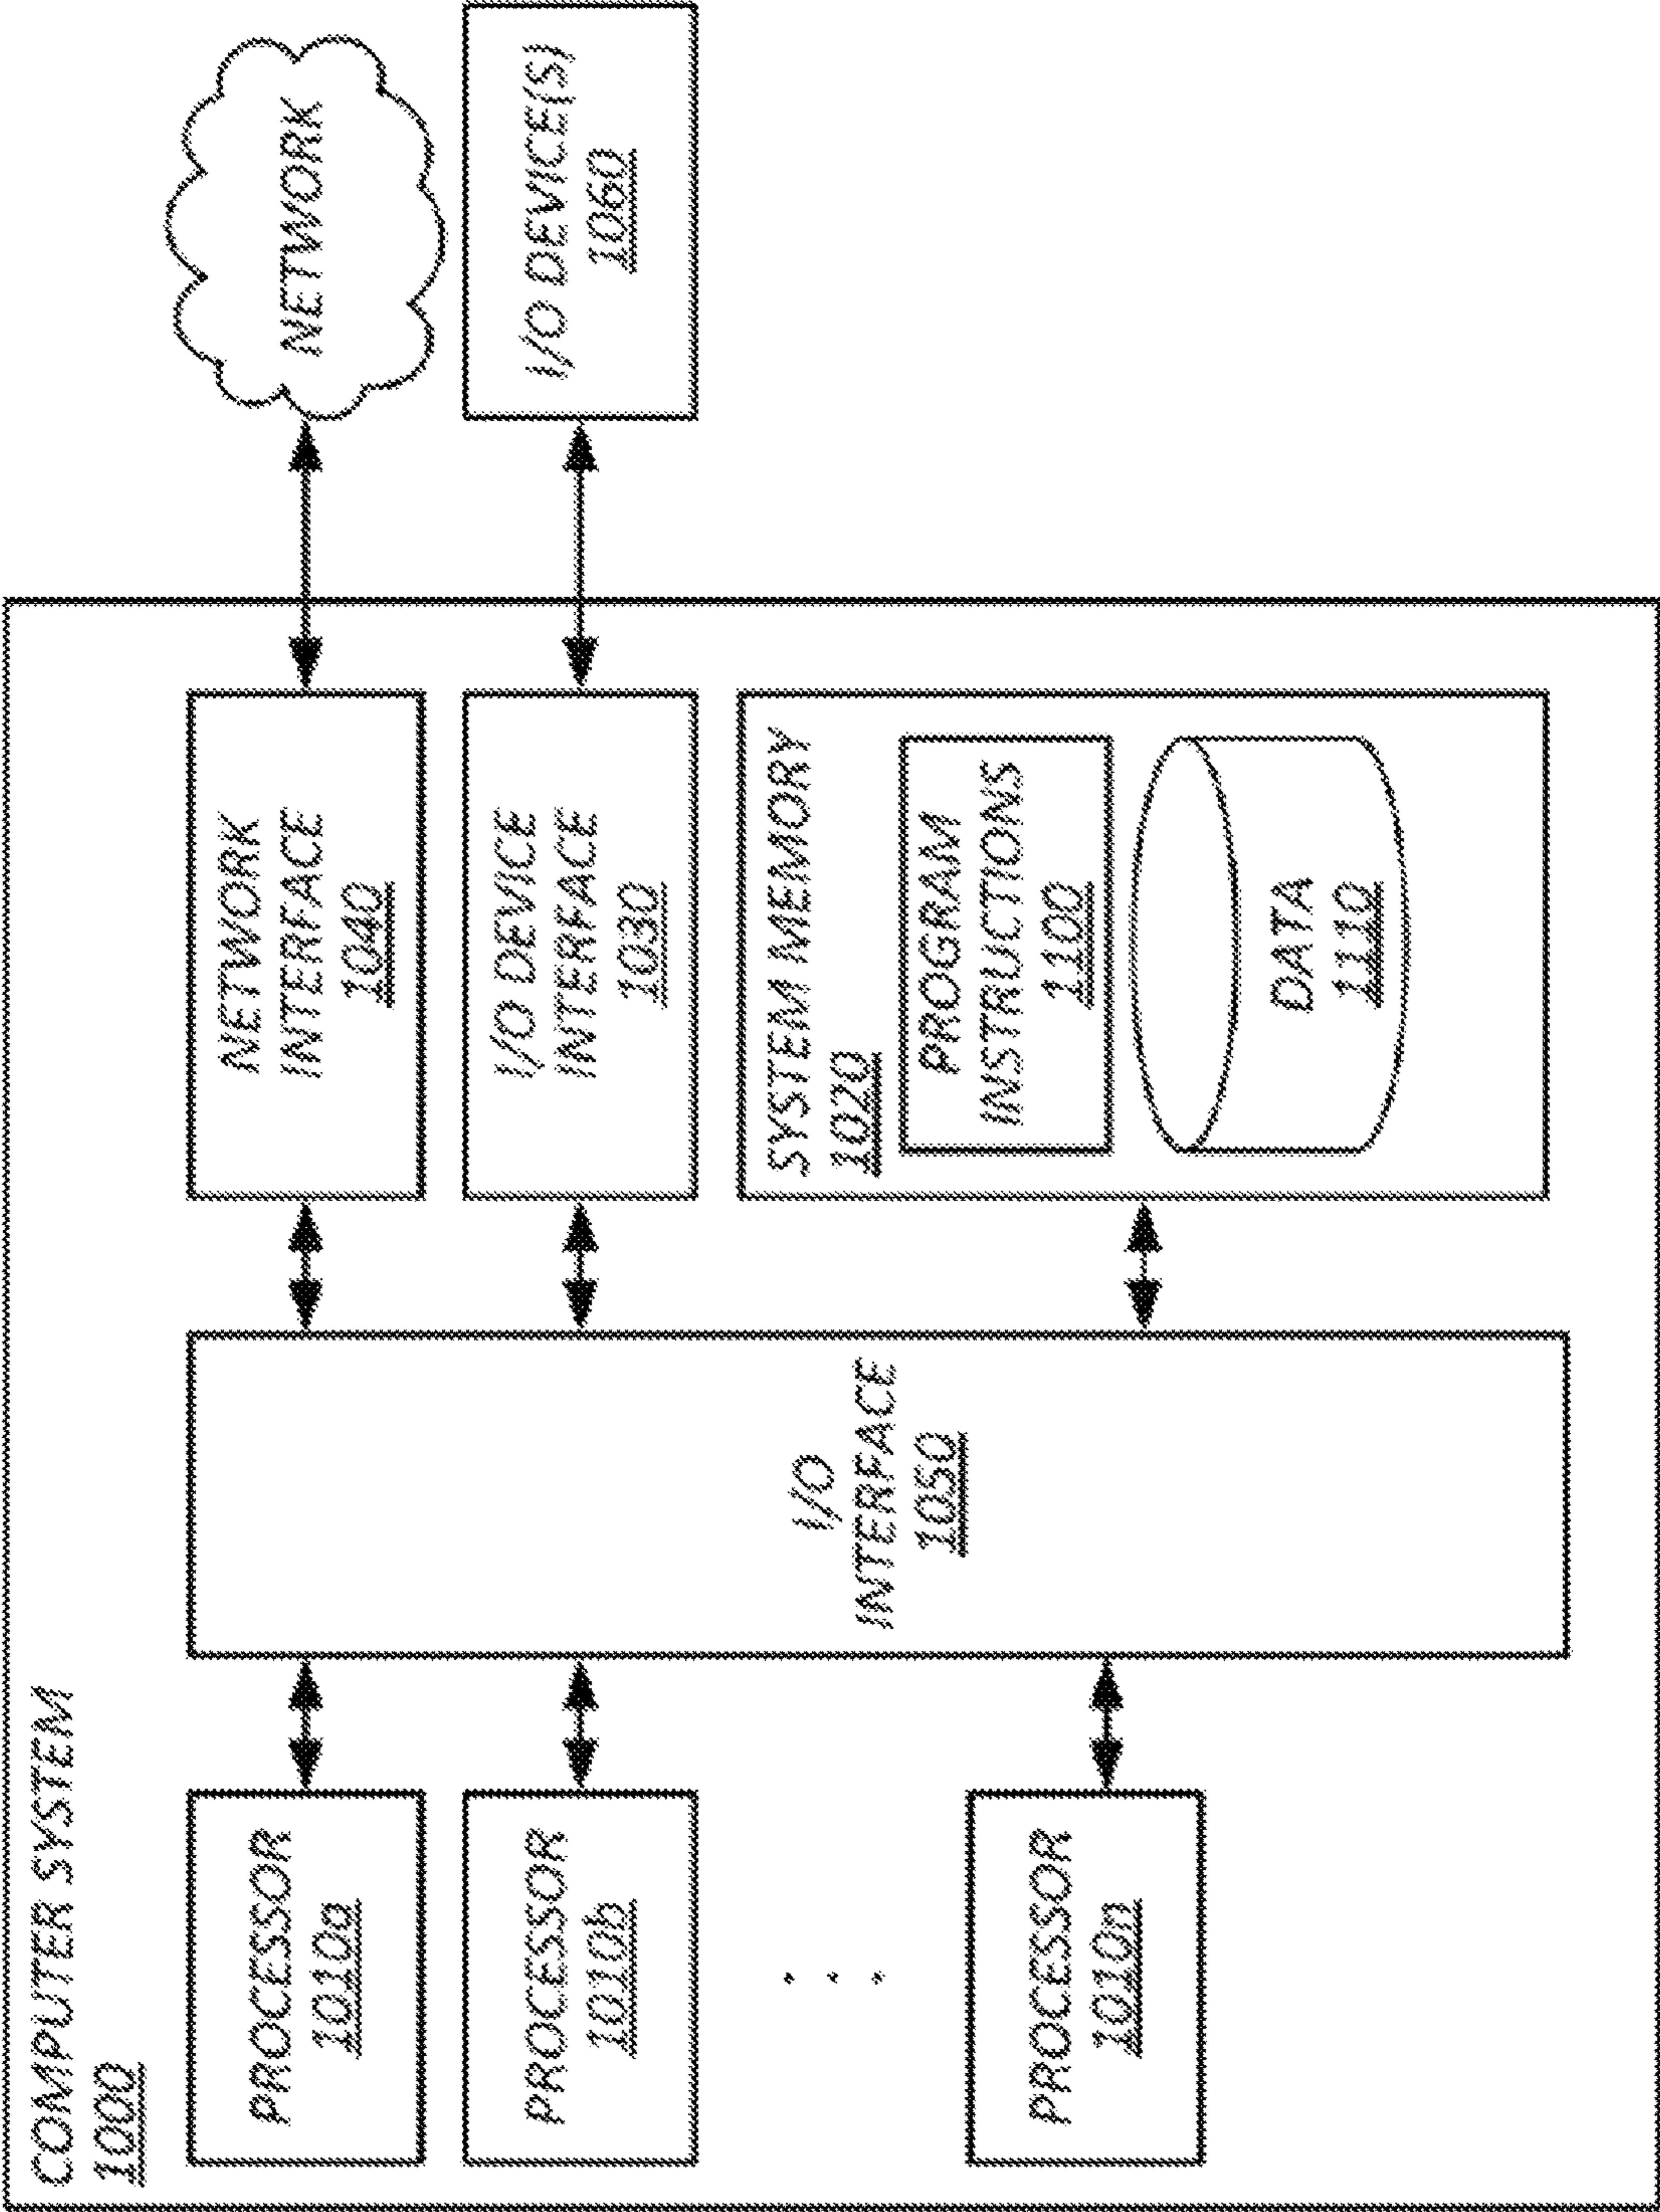 COMPUTER SYSTEM
1000
PROCESSOR
1010a
PROCESSOR
1010b
. . .
PROCESSOR
1010n
I/O
INTERFACE
1050
NETWORK
INTERFACE
1040
I/O DEVICE
INTERFACE
1030
SYSTEM MEMORY
1020
PROGRAM
INSTRUCTIONS
1100
DATA
1110
NETWORK
I/O DEVICE(S)
1060